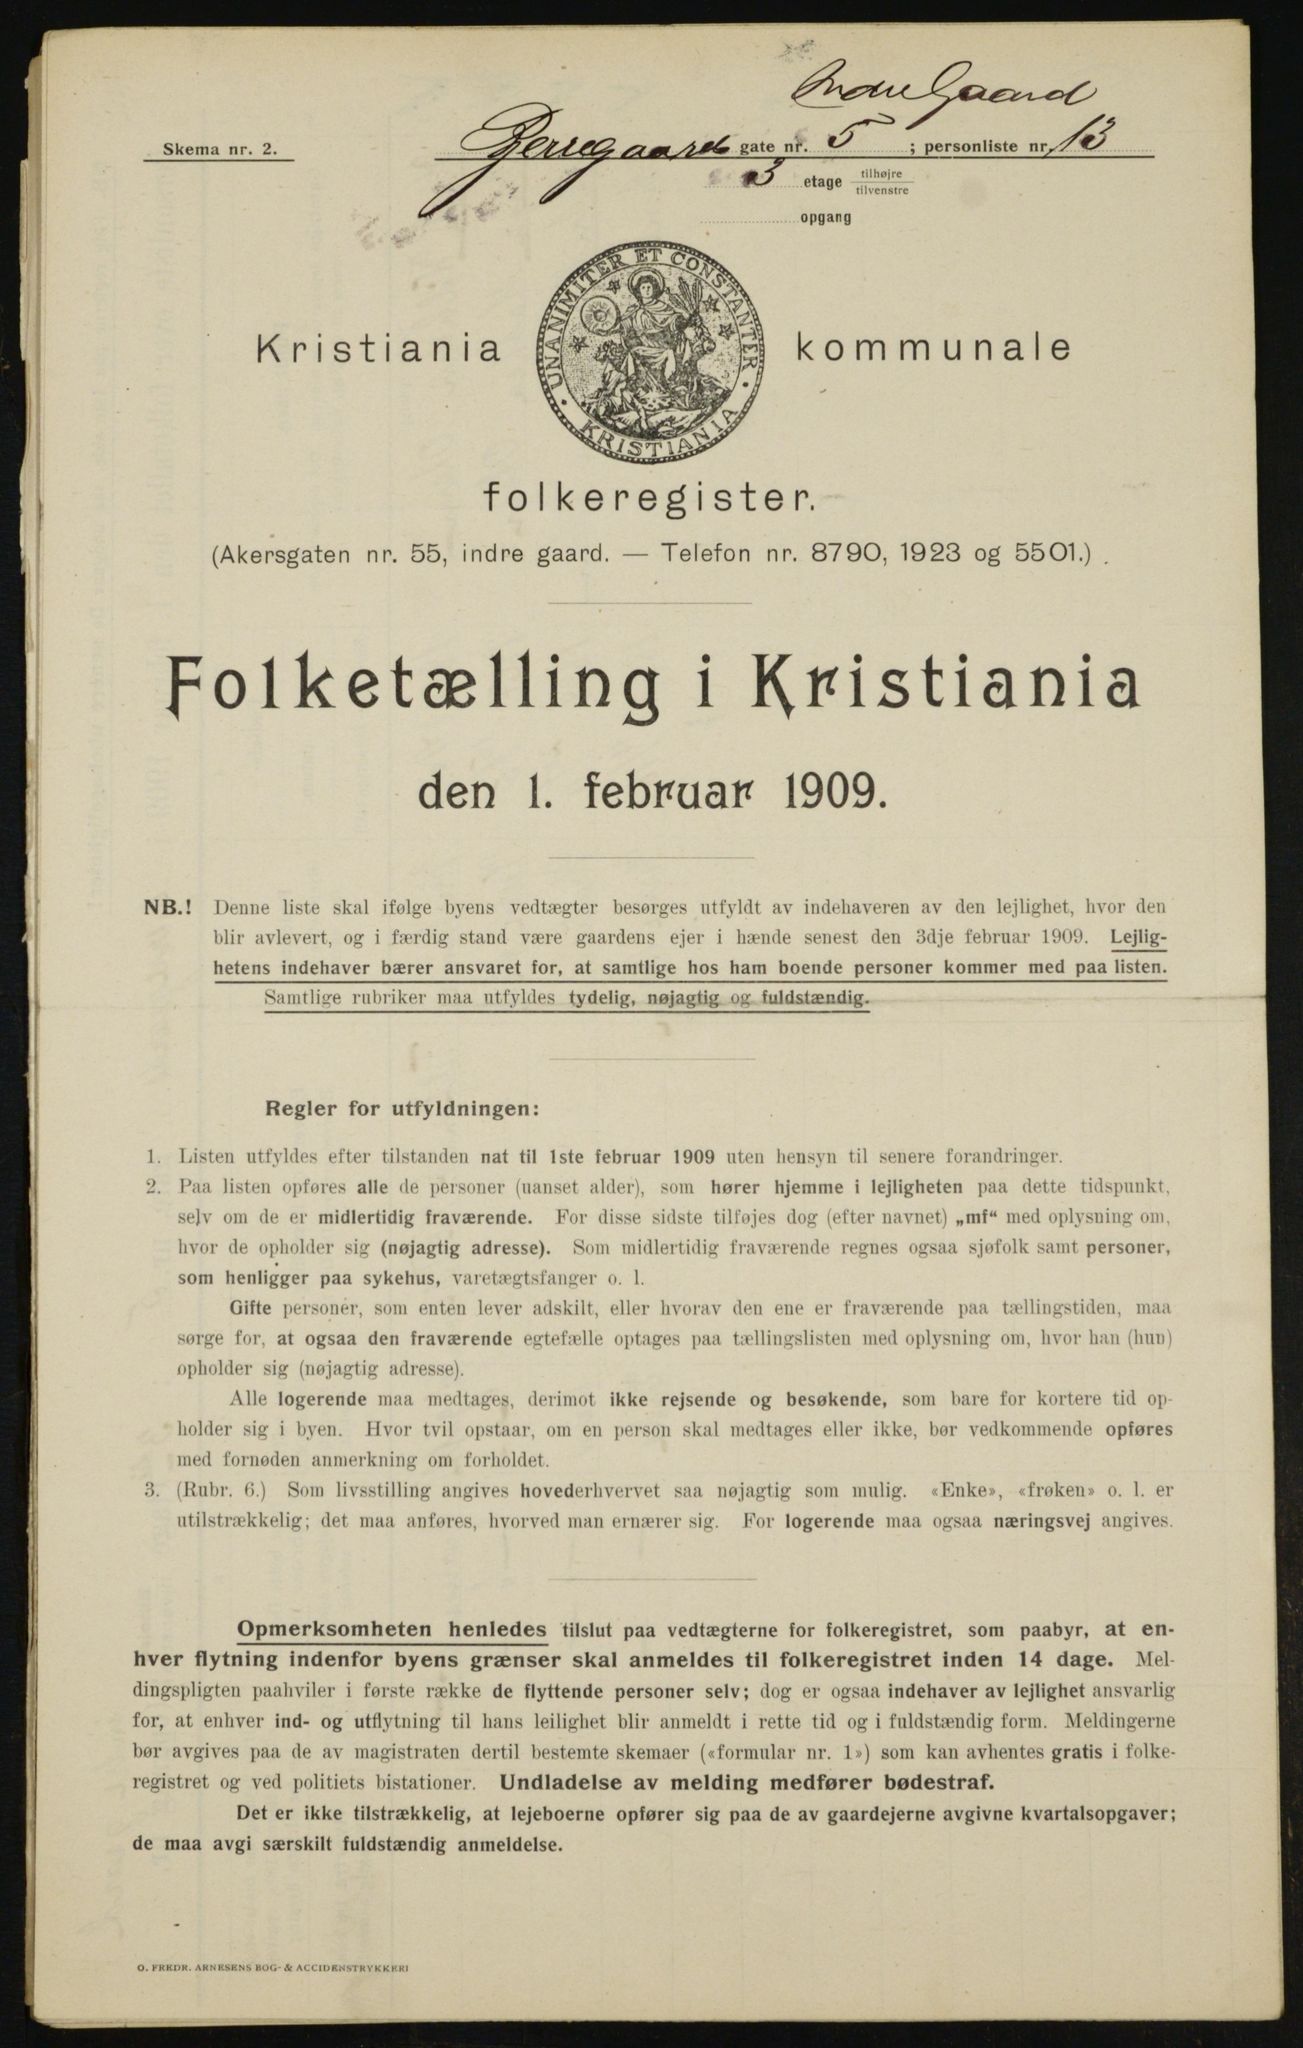 Indre Gaard
Skema nr. 2.
Berregaards gate nr. 5 ; personliste nr. 13
3 etage tilhøjre
tilvenstre
opgang
UNANIMITER ET CONSTANTER
KRISTIANIA
Kristiania kommunale
folkeregister.
(Akersgaten nr. 55, indre gaard. — Telefon nr. 8790, 1923 og 5501.)
Folketælling i Kristiania
den 1. februar 1909.
NB.! Denne liste skal ifølge byens vedtægter besørges utfyldt av indehaveren av den lejlighet, hvor den
blir avlevert, og i færdig stand være gaardens ejer i hænde senest den 3dje februar 1909. Lejlig-
hetens indehaver bærer ansvaret for, at samtlige hos ham boende personer kommer med paa listen.
Samtlige rubriker maa utfyldes tydelig, nøjagtig og fuldstændig.
Regler for utfyldningen:
1. Listen utfyldes efter tilstanden nat til 1ste februar 1909 uten hensyn til senere forandringer.
2. Paa listen opføres alle de personer (uanset alder), som hører hjemme i lejligheten paa dette tidspunkt,
selv om de er midlertidig fraværende. For disse sidste tilføjes dog (efter navnet) „mf“ med oplysning om,
hvor de opholder sig (nøjagtig adresse). Som midlertidig fraværende regnes ogsaa sjøfolk samt personer,
som henligger paa sykehus, varetægtsfanger o. l.
Gifte personer, som enten lever adskilt, eller hvorav den ene er fraværende paa tællingstiden, maa
sørge for, at ogsaa den fraværende egtefælle optages paa tællingslisten med oplysning om, hvor han (hun)
opholder sig (nøjagtig adresse).
Alle logerende maa medtages, derimot ikke rejsende og besøkende, som bare for kortere tid op-
holder sig i byen. Hvor tvil opstaar, om en person skal medtages eller ikke, bør vedkommende opføres
med fornøden anmerkning om forholdet.
3. (Rubr. 6.) Som livsstilling angives hovederhvervet saa nøjagtig som mulig. «Enke», «frøken» o. l. er
utilstrækkelig; det maa anføres, hvorved man ernærer sig. For logerende maa ogsaa næringsvej angives.
Opmerksomheten henledes tilslut paa vedtægterne for folkeregistret, som paabyr, at en-
hver flytning indenfor byens grænser skal anmeldes til folkeregistret inden 14 dage. Mel-
dingspligten paahviler i første række de flyttende personer selv; dog er ogsaa indehaver av lejlighet ansvarlig
for, at enhver ind- og utflytning til hans leilighet blir anmeldt i rette tid og i fuldstændig form. Meldingerne
bør avgives paa de av magistraten dertil bestemte skemaer («formular nr. 1») som kan avhentes gratis i folke-
registret og ved politiets bistationer. Undladelse av melding medfører bødestraf.
Det er ikke tilstrækkelig, at lejeboerne opfører sig paa de av gaardejerne avgivne kvartalsopgaver;
de maa avgi særskilt fuldstændig anmeldelse.
O. FREDR. ARNESENS BOG- & ACCIDENSTRYKKERI